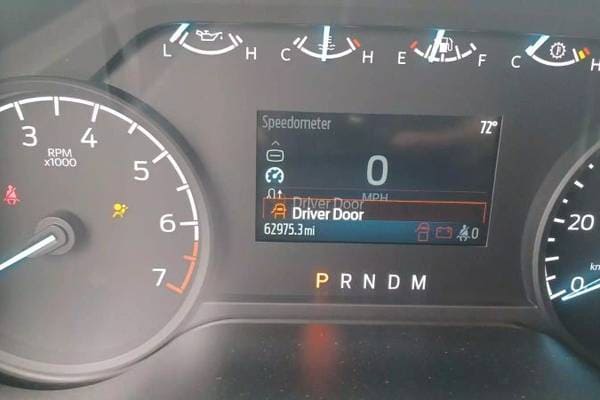 L H C H E F C H
Speedometer 72°
3 4 5 6 7
RPM
x1000
0
MPH
Driver Door
Driver Door
62975.3 mi
0
P R N D M
20
0